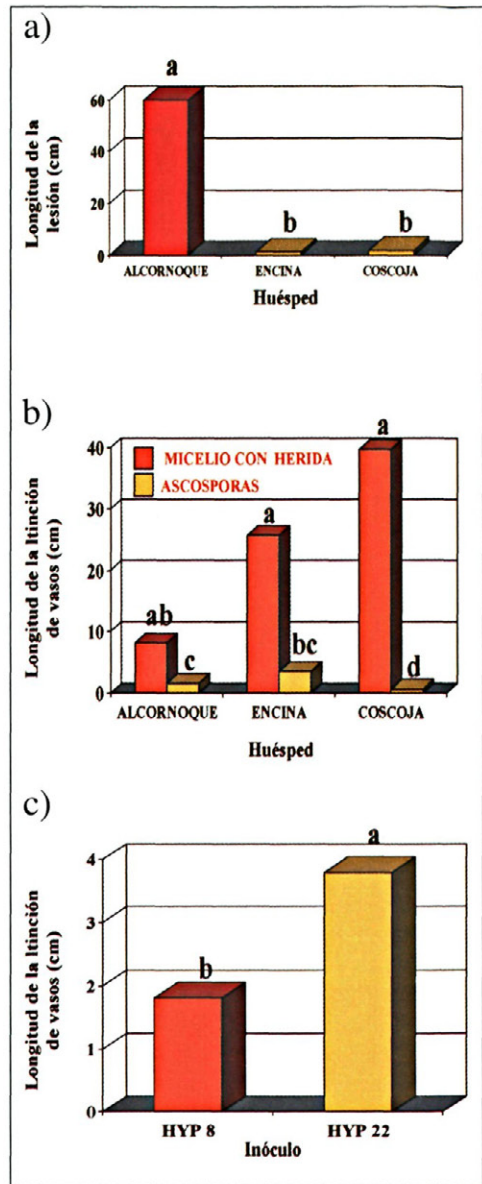 a)
a
b
b
60
40
20
0
Longitud de la
lesión (cm)
ALCORNOQUE
ENCINA
COSCOJA
Huésped
b)
MICELIO CON HERIDA
ASCOSPORAS
a
a
ab
c
bc
d
40
30
20
10
0
Longitud de la ltinción
de vasos (cm)
ALCORNOQUE
ENCINA
COSCOJA
Huésped
c)
a
b
4
3
2
1
0
Longitud de la ltinción
de vasos (cm)
HYP 8
HYP 22
Inóculo